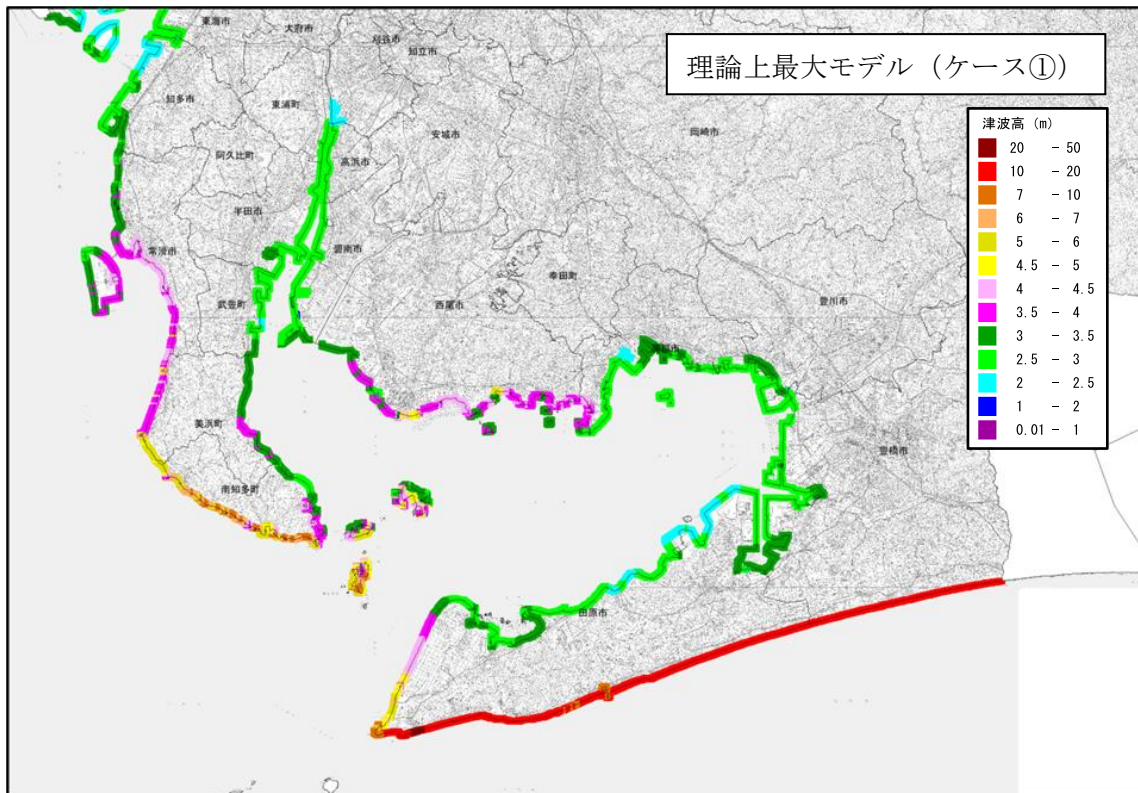 理論上最大モデル（ケース①）
津波高 (m)
20 - 50
10 - 20
7 - 10
6 - 7
5 - 6
4.5 - 5
4 - 4.5
3.5 - 4
3 - 3.5
2.5 - 3
2 - 2.5
1 - 2
0.01 - 1
東海市
大府市
刈谷市
知立市
知多市
東浦町
安城市
岡崎市
阿久比町
高浜市
半田市
碧南市
常滑市
幸田町
武豊町
西尾市
豊川市
蒲郡市
美浜町
豊橋市
南知多町
田原市